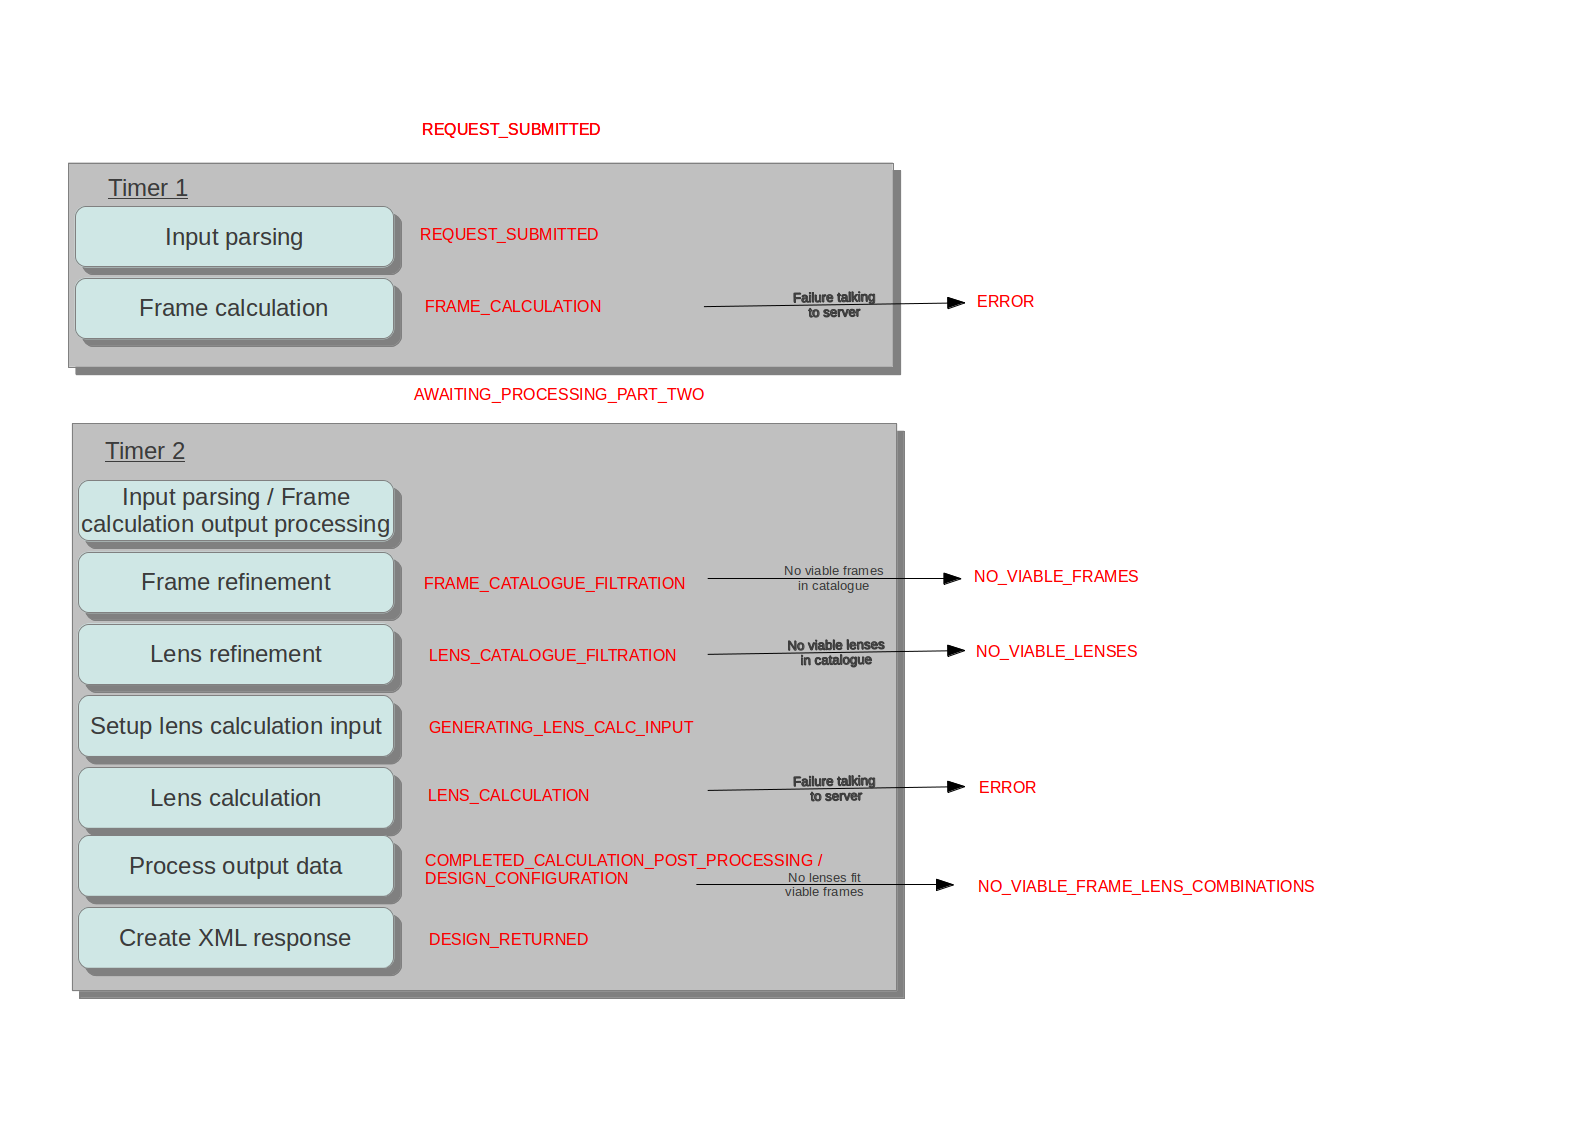 REQUEST_SUBMITTED
Timer 1
Input parsing
REQUEST_SUBMITTED
Frame calculation
FRAME_CALCULATION
Failure talking
to server
ERROR
AWAITING_PROCESSING_PART_TWO
Timer 2
Input parsing / Frame
calculation output processing
Frame refinement
FRAME_CATALOGUE_FILTRATION
No viable frames
in catalogue
NO_VIABLE_FRAMES
Lens refinement
LENS_CATALOGUE_FILTRATION
No viable lenses
in catalogue
NO_VIABLE_LENSES
Setup lens calculation input
GENERATING_LENS_CALC_INPUT
Lens calculation
LENS_CALCULATION
Failure talking
to server
ERROR
Process output data
COMPLETED_CALCULATION_POST_PROCESSING /
DESIGN_CONFIGURATION
No lenses fit
viable frames
NO_VIABLE_FRAME_LENS_COMBINATIONS
Create XML response
DESIGN_RETURNED